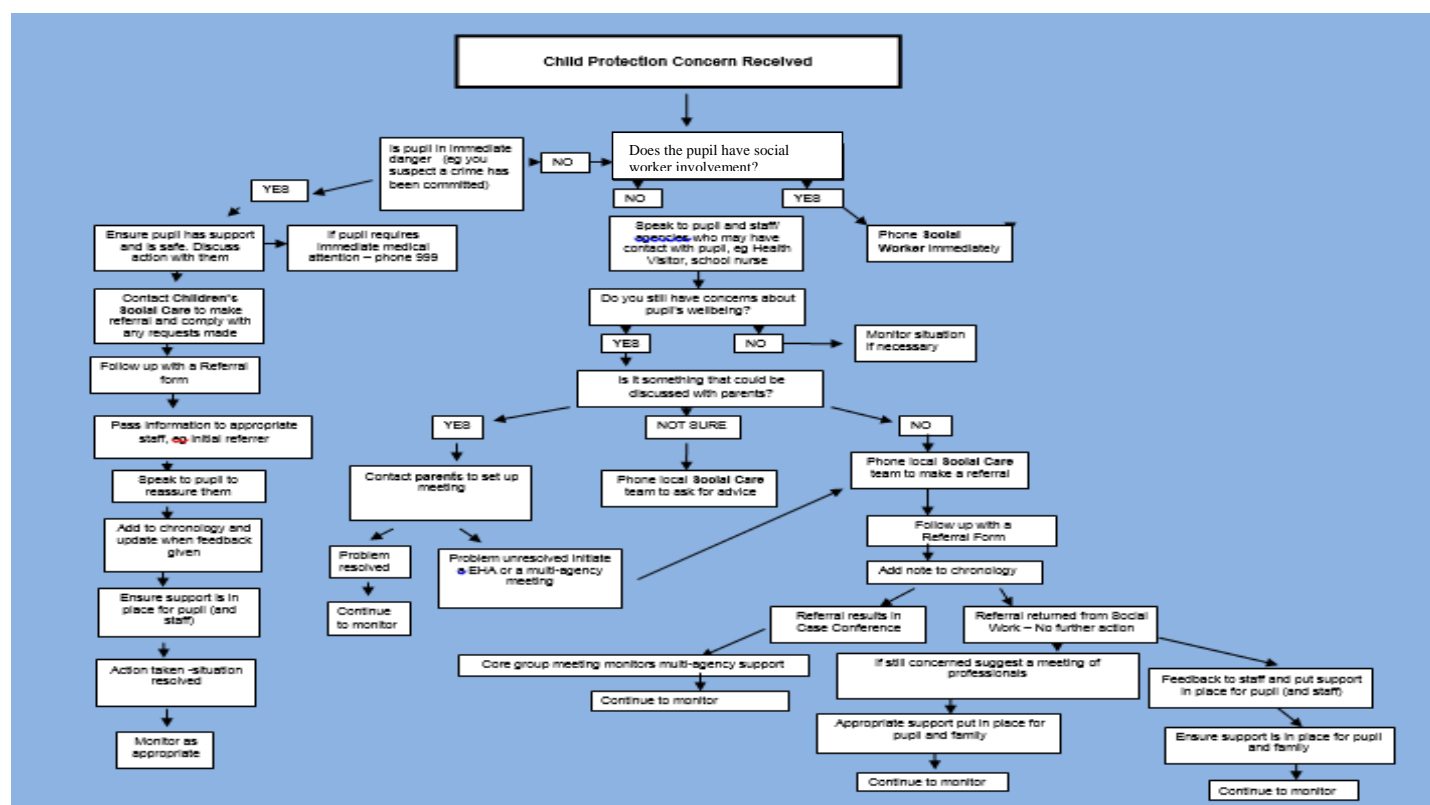 Child Protection Concern Received
Is pupil in immediate
danger (eg you
suspect a crime has
been committed)
NO
Does the pupil have social
worker involvement?
YES
NO
YES
Ensure pupil has support
and is safe. Discuss
action with them
If pupil requires
immediate medical
attention – phone 999
Speak to pupil and staff/
agencies who may have
contact with pupil, eg Health
Visitor, school nurse
Phone Social
Worker immediately
Contact Children's
Social Care to make
referral and comply with
any requests made
Do you still have concerns about
pupil's wellbeing?
YES
NO
Monitor situation
if necessary
Follow up with a Referral
form
Is it something that could be
discussed with parents?
Pass information to appropriate
staff, eg initial referrer
YES
NOT SURE
NO
Speak to pupil to
reassure them
Contact parents to set up
meeting
Phone local Social Care
team to ask for advice
Phone local Social Care
team to make a referral
Add to chronology and
update when feedback
given
Follow up with a
Referral Form
Problem
resolved
Problem unresolved initiate
a EHA or a multi-agency
meeting
Add note to chronology
Ensure support is in
place for pupil (and
staff)
Continue
to monitor
Referral results in
Case Conference
Referral returned from Social
Work – No further action
Action taken -situation
resolved
Core group meeting monitors multi-agency support
If still concerned suggest a meeting of
professionals
Feedback to staff and put support
in place for pupil (and staff)
Continue to monitor
Monitor as
appropriate
Appropriate support put in place for
pupil and family
Ensure support is in place for pupil
and family
Continue to monitor
Continue to monitor